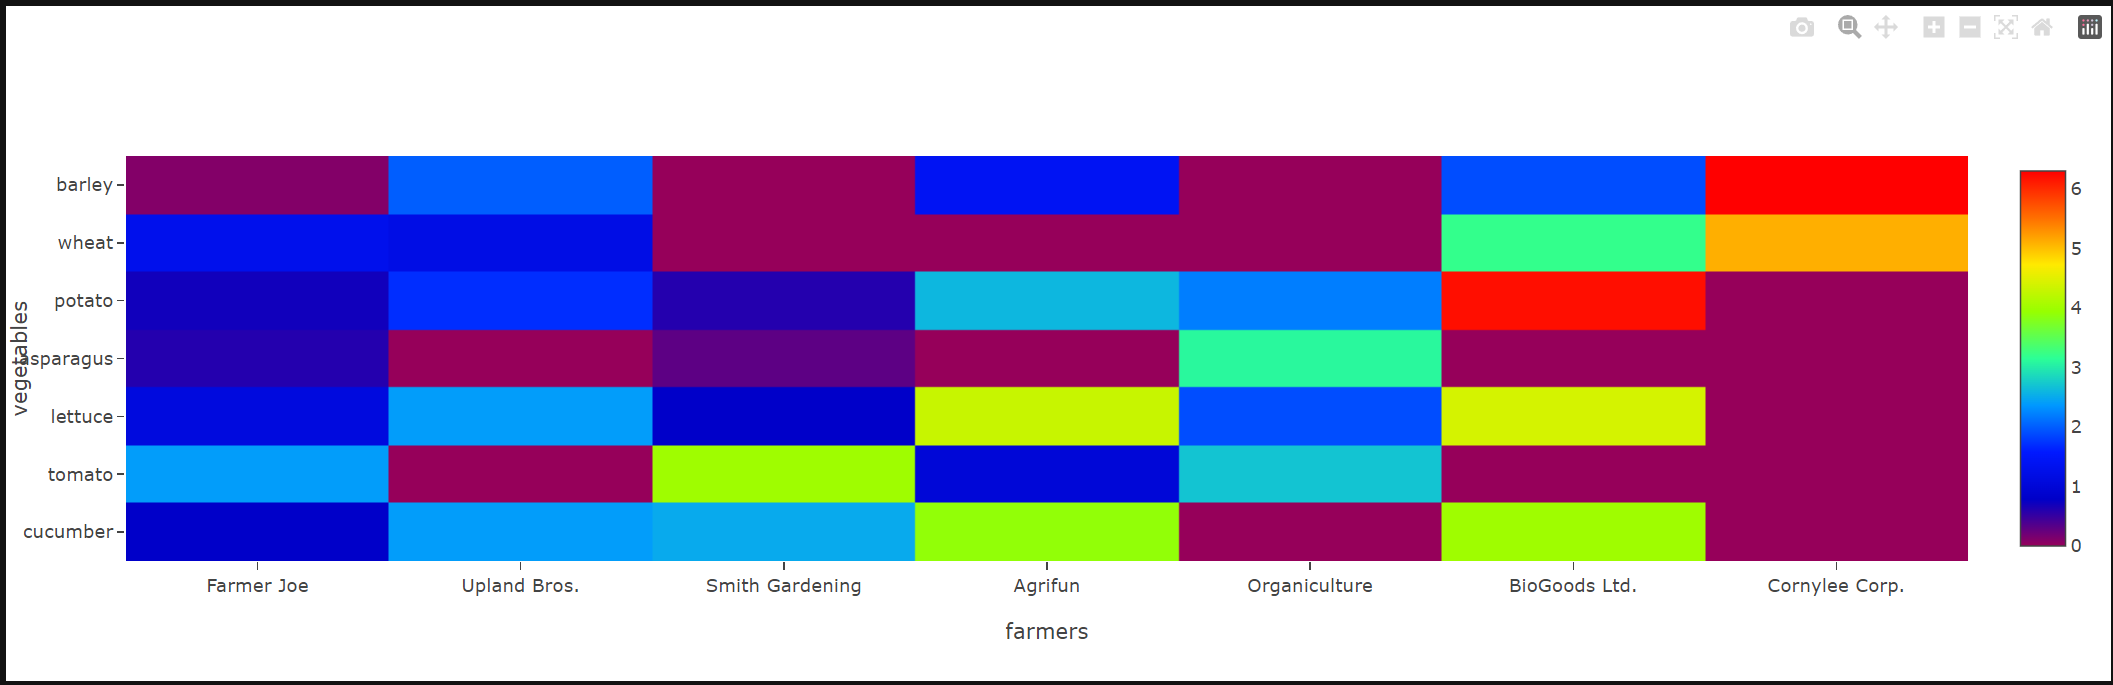 barley
wheat
potato
asparagus
lettuce
tomato
cucumber
vegetables
Farmer Joe
Upland Bros.
Smith Gardening
Agrifun
Organiculture
BioGoods Ltd.
Cornylee Corp.
farmers
6
5
4
3
2
1
0